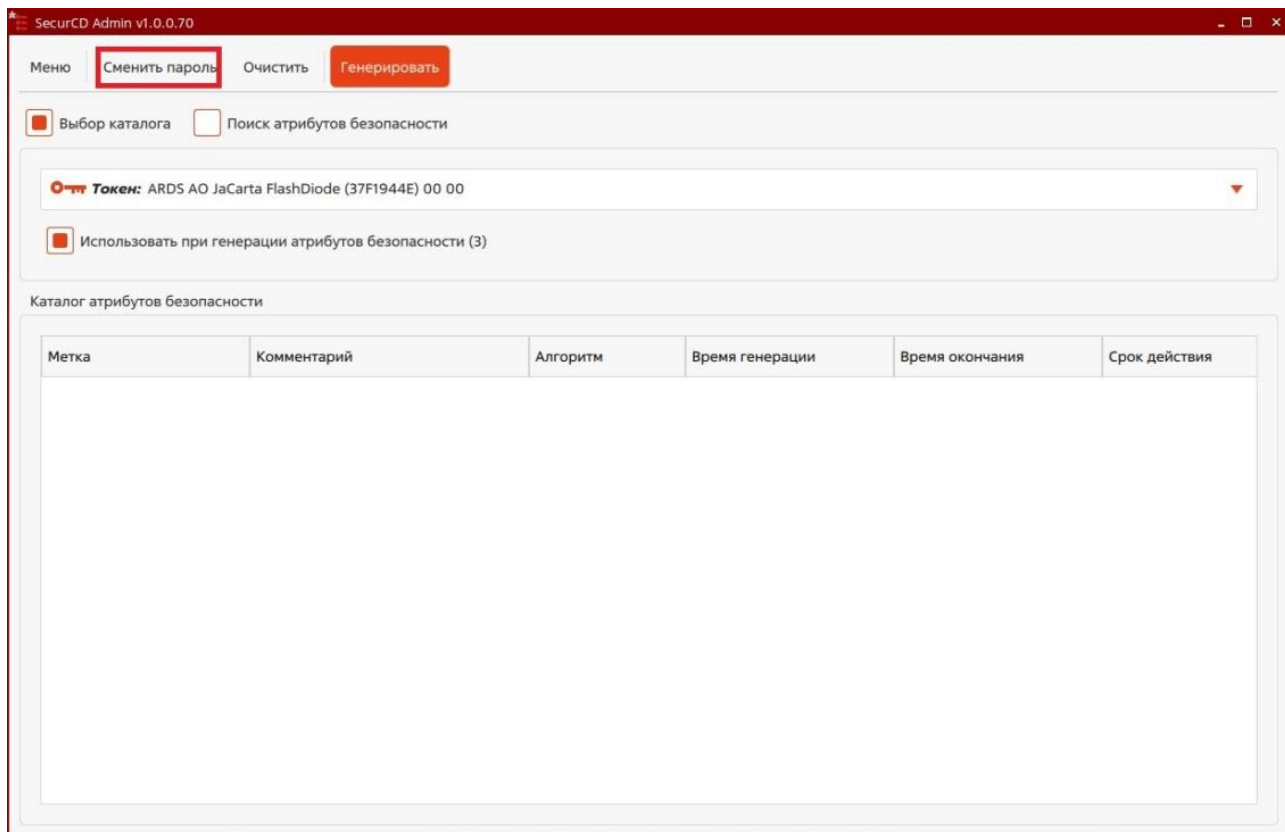 SecurCD Admin v1.0.0.70
Меню Сменить пароль Очистить Генерировать
Выбор каталога Поиск атрибутов безопасности
Токен: ARDS AO JaCarta FlashDiode (37F1944E) 00 00
Использовать при генерации атрибутов безопасности (3)
Каталог атрибутов безопасности
Метка Комментарий Алгоритм Время генерации Время окончания Срок действия